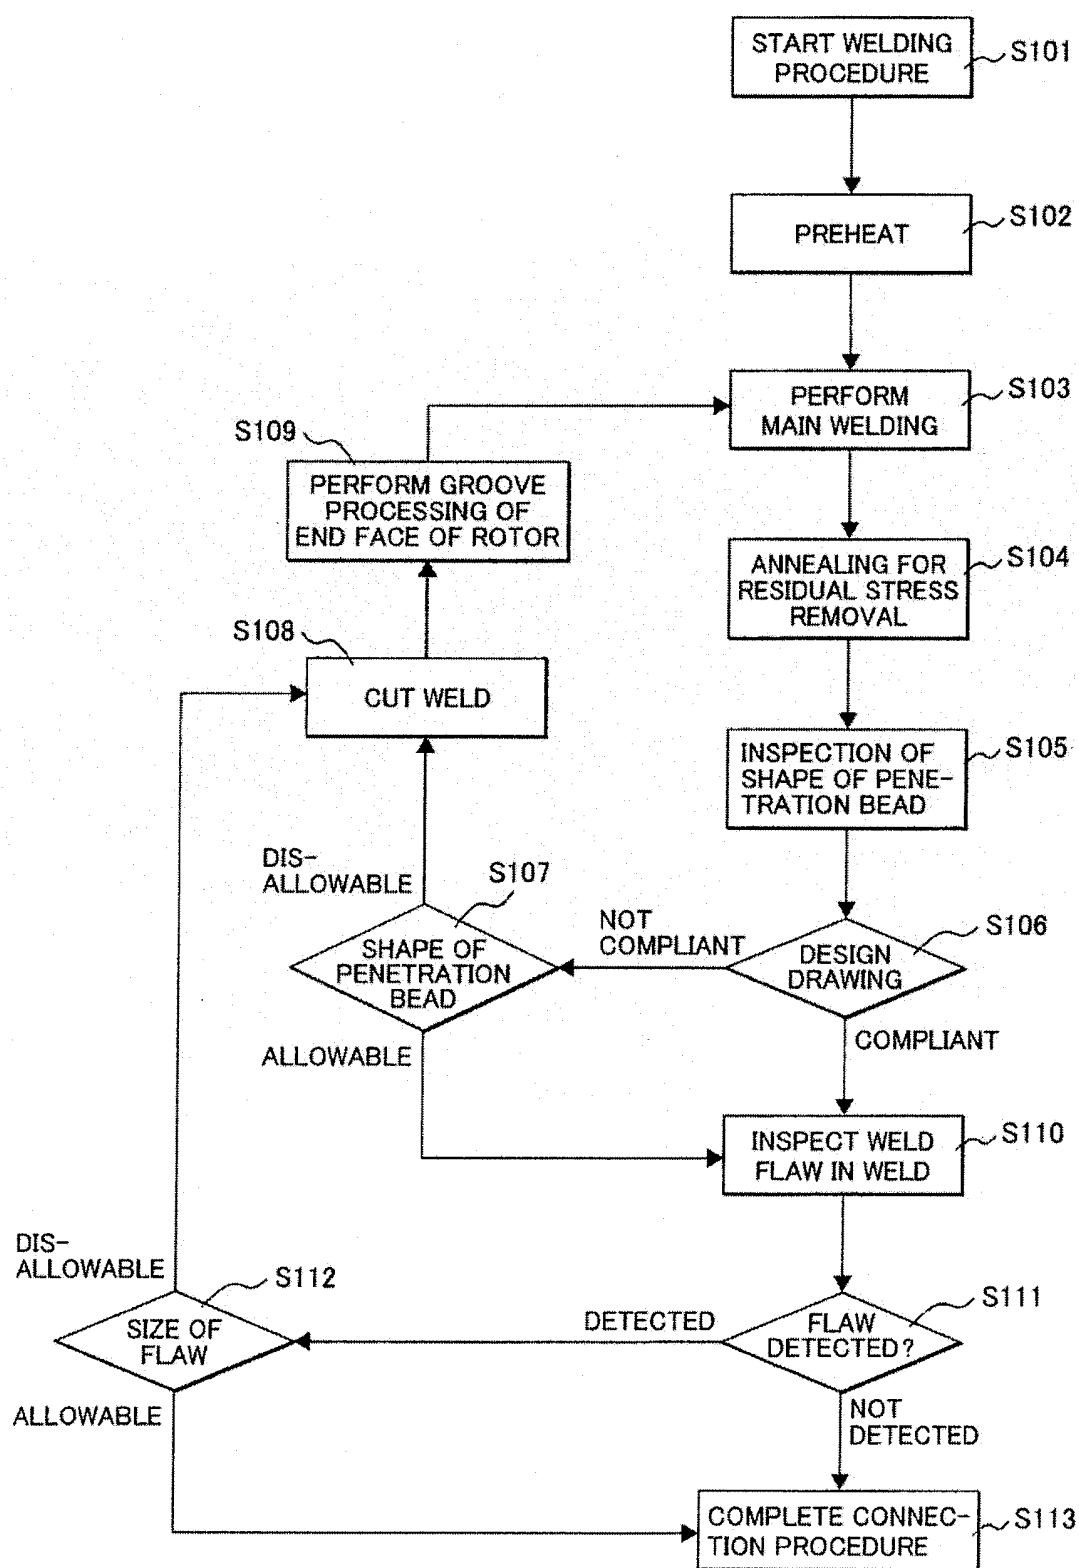 START WELDING
PROCEDURE
S101
PREHEAT
S102
PERFORM
MAIN WELDING
S103
S109
PERFORM GROOVE
PROCESSING OF
END FACE OF ROTOR
ANNEALING FOR
RESIDUAL STRESS
REMOVAL
S104
S108
CUT WELD
INSPECTION OF
SHAPE OF PENE-
TRATION BEAD
S105
DIS-
ALLOWABLE
S107
SHAPE OF
PENETRATION
BEAD
NOT
COMPLIANT
S106
DESIGN
DRAWING
ALLOWABLE
COMPLIANT
INSPECT WELD
FLAW IN WELD
S110
DIS-
ALLOWABLE
S112
SIZE OF
FLAW
DETECTED
S111
FLAW
DETECTED?
ALLOWABLE
NOT
DETECTED
COMPLETE CONNEC-
TION PROCEDURE
S113